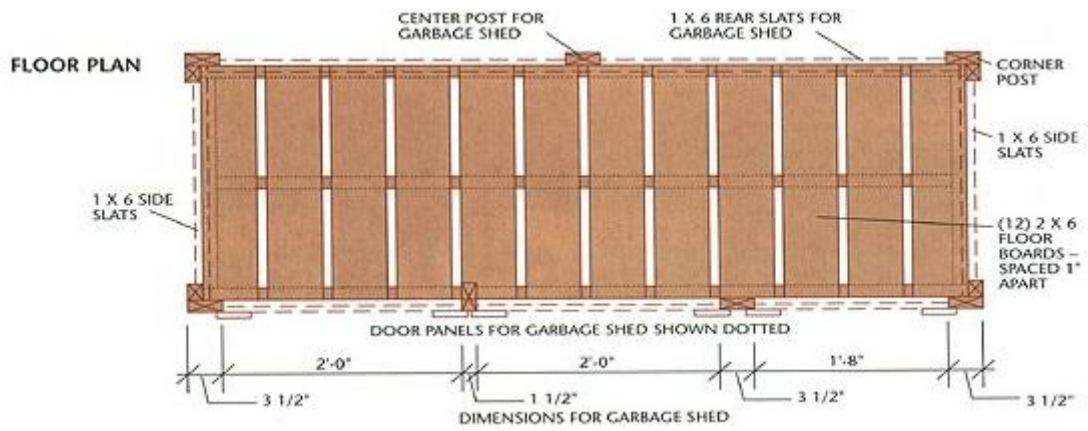 FLOOR PLAN
CENTER POST FOR
GARBAGE SHED
1 X 6 REAR SLATS FOR
GARBAGE SHED
CORNER
POST
1 X 6 SIDE
SLATS
1 X 6 SIDE
SLATS
(12) 2 X 6
FLOOR
BOARDS –
SPACED 1"
APART
DOOR PANELS FOR GARBAGE SHED SHOWN DOTTED
2'-0"
2'-0"
1'-8"
3 1/2"
1 1/2"
3 1/2"
3 1/2"
DIMENSIONS FOR GARBAGE SHED